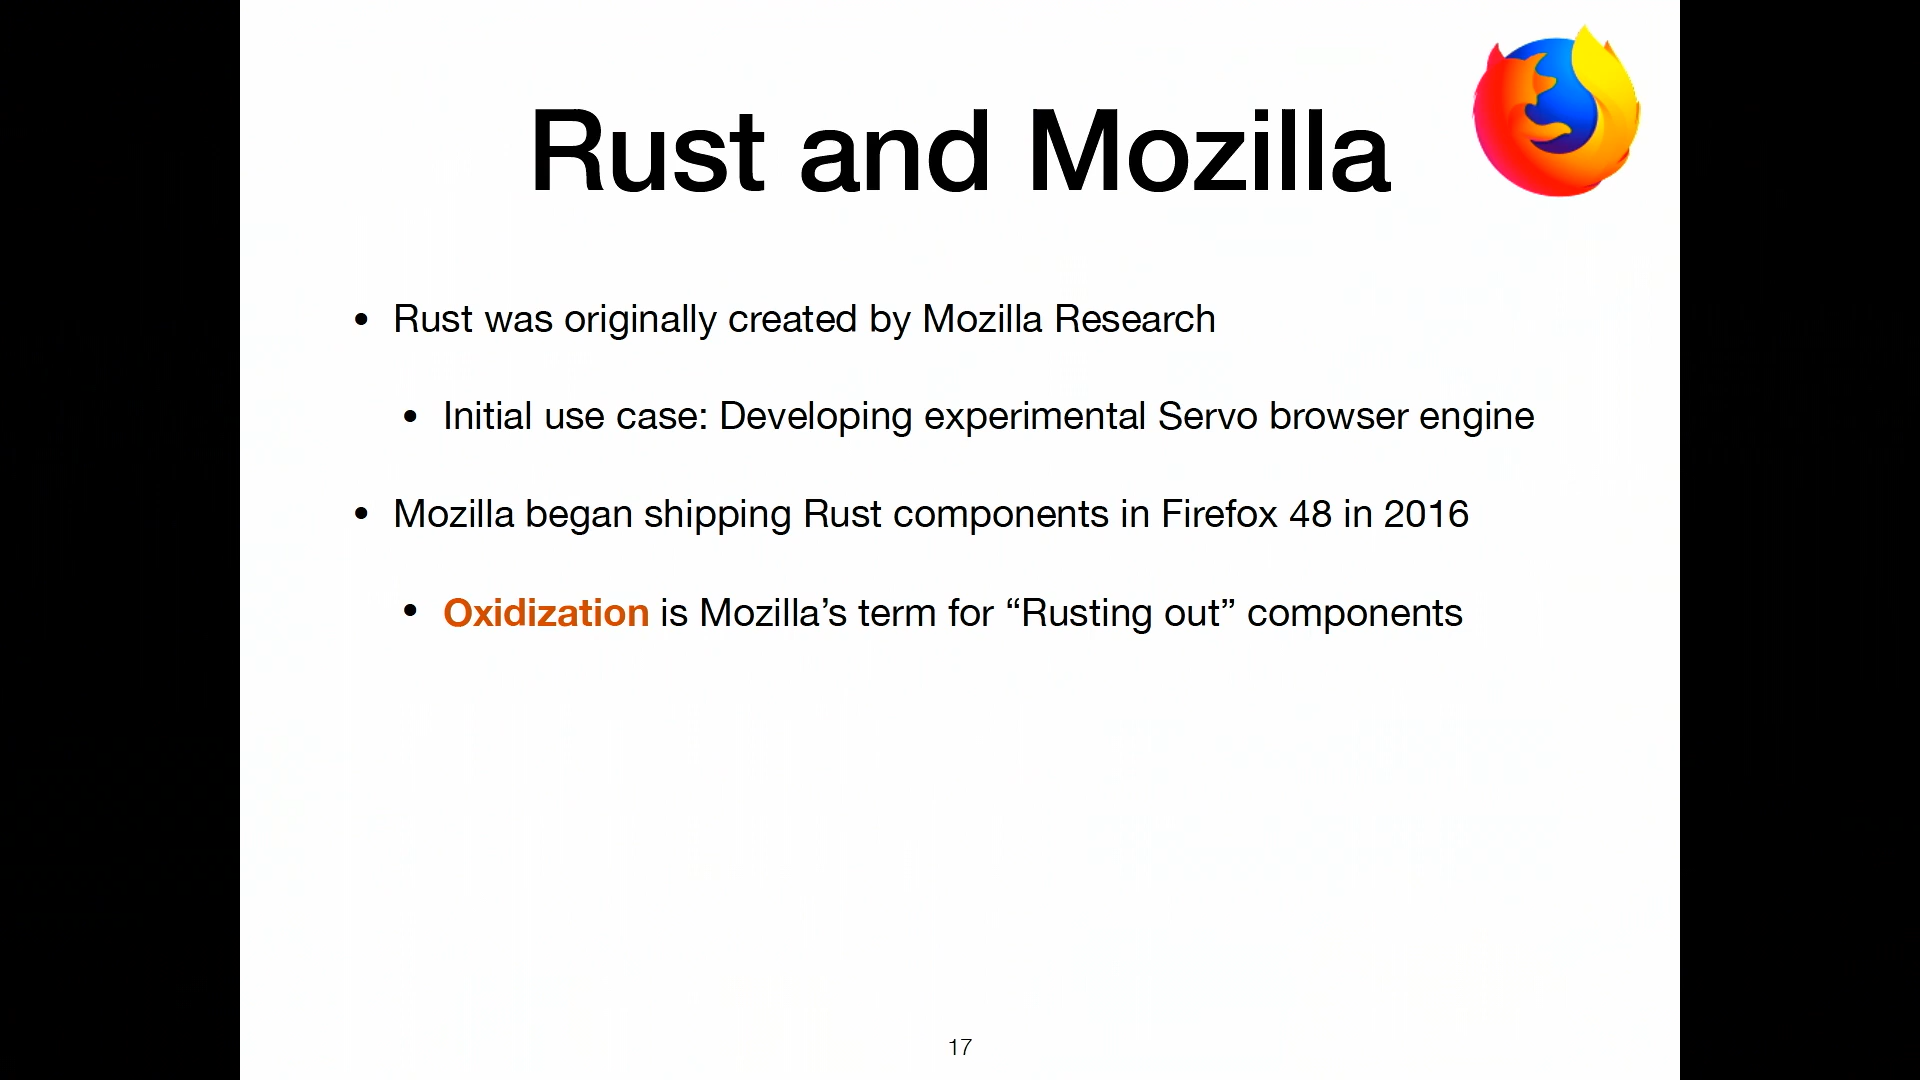 Rust and Mozilla
• Rust was originally created by Mozilla Research
• Initial use case: Developing experimental Servo browser engine
• Mozilla began shipping Rust components in Firefox 48 in 2016
• Oxidization is Mozilla’s term for “Rusting out” components
17